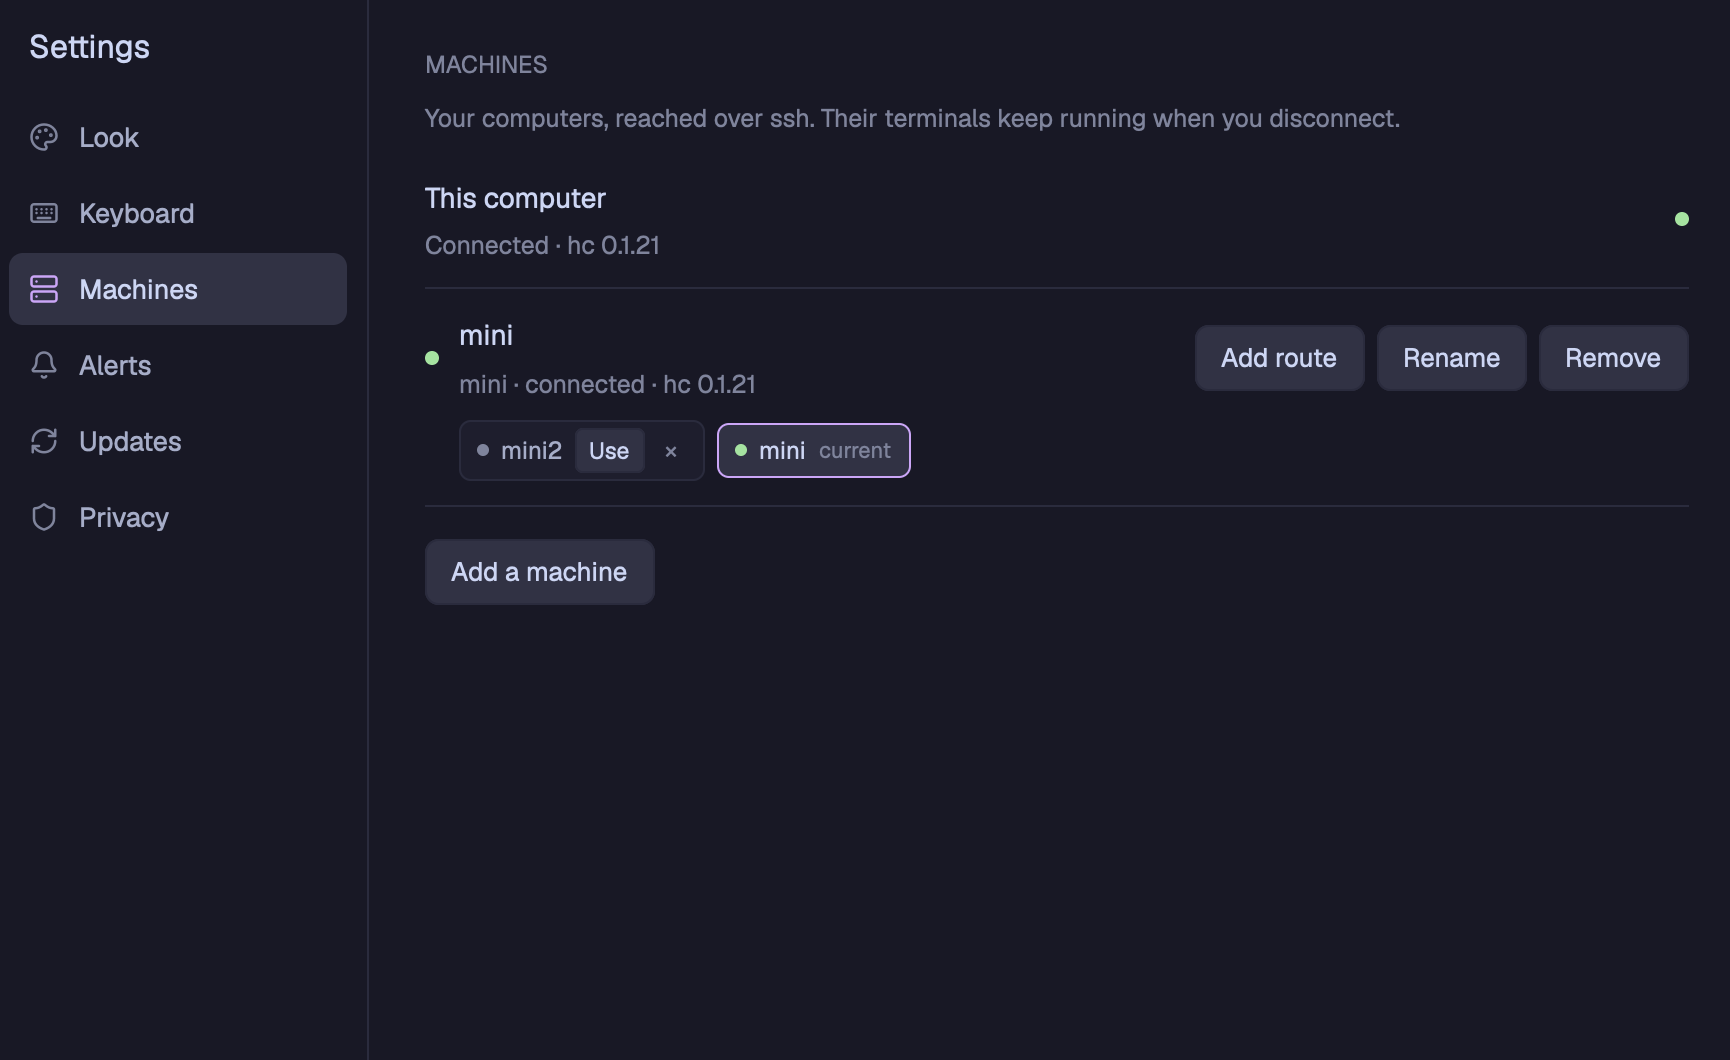 Settings
Look
Keyboard
Machines
Alerts
Updates
Privacy
MACHINES
Your computers, reached over ssh. Their terminals keep running when you disconnect.
This computer
Connected · hc 0.1.21
mini
mini · connected · hc 0.1.21
Add route
Rename
Remove
mini2 Use × mini current
Add a machine